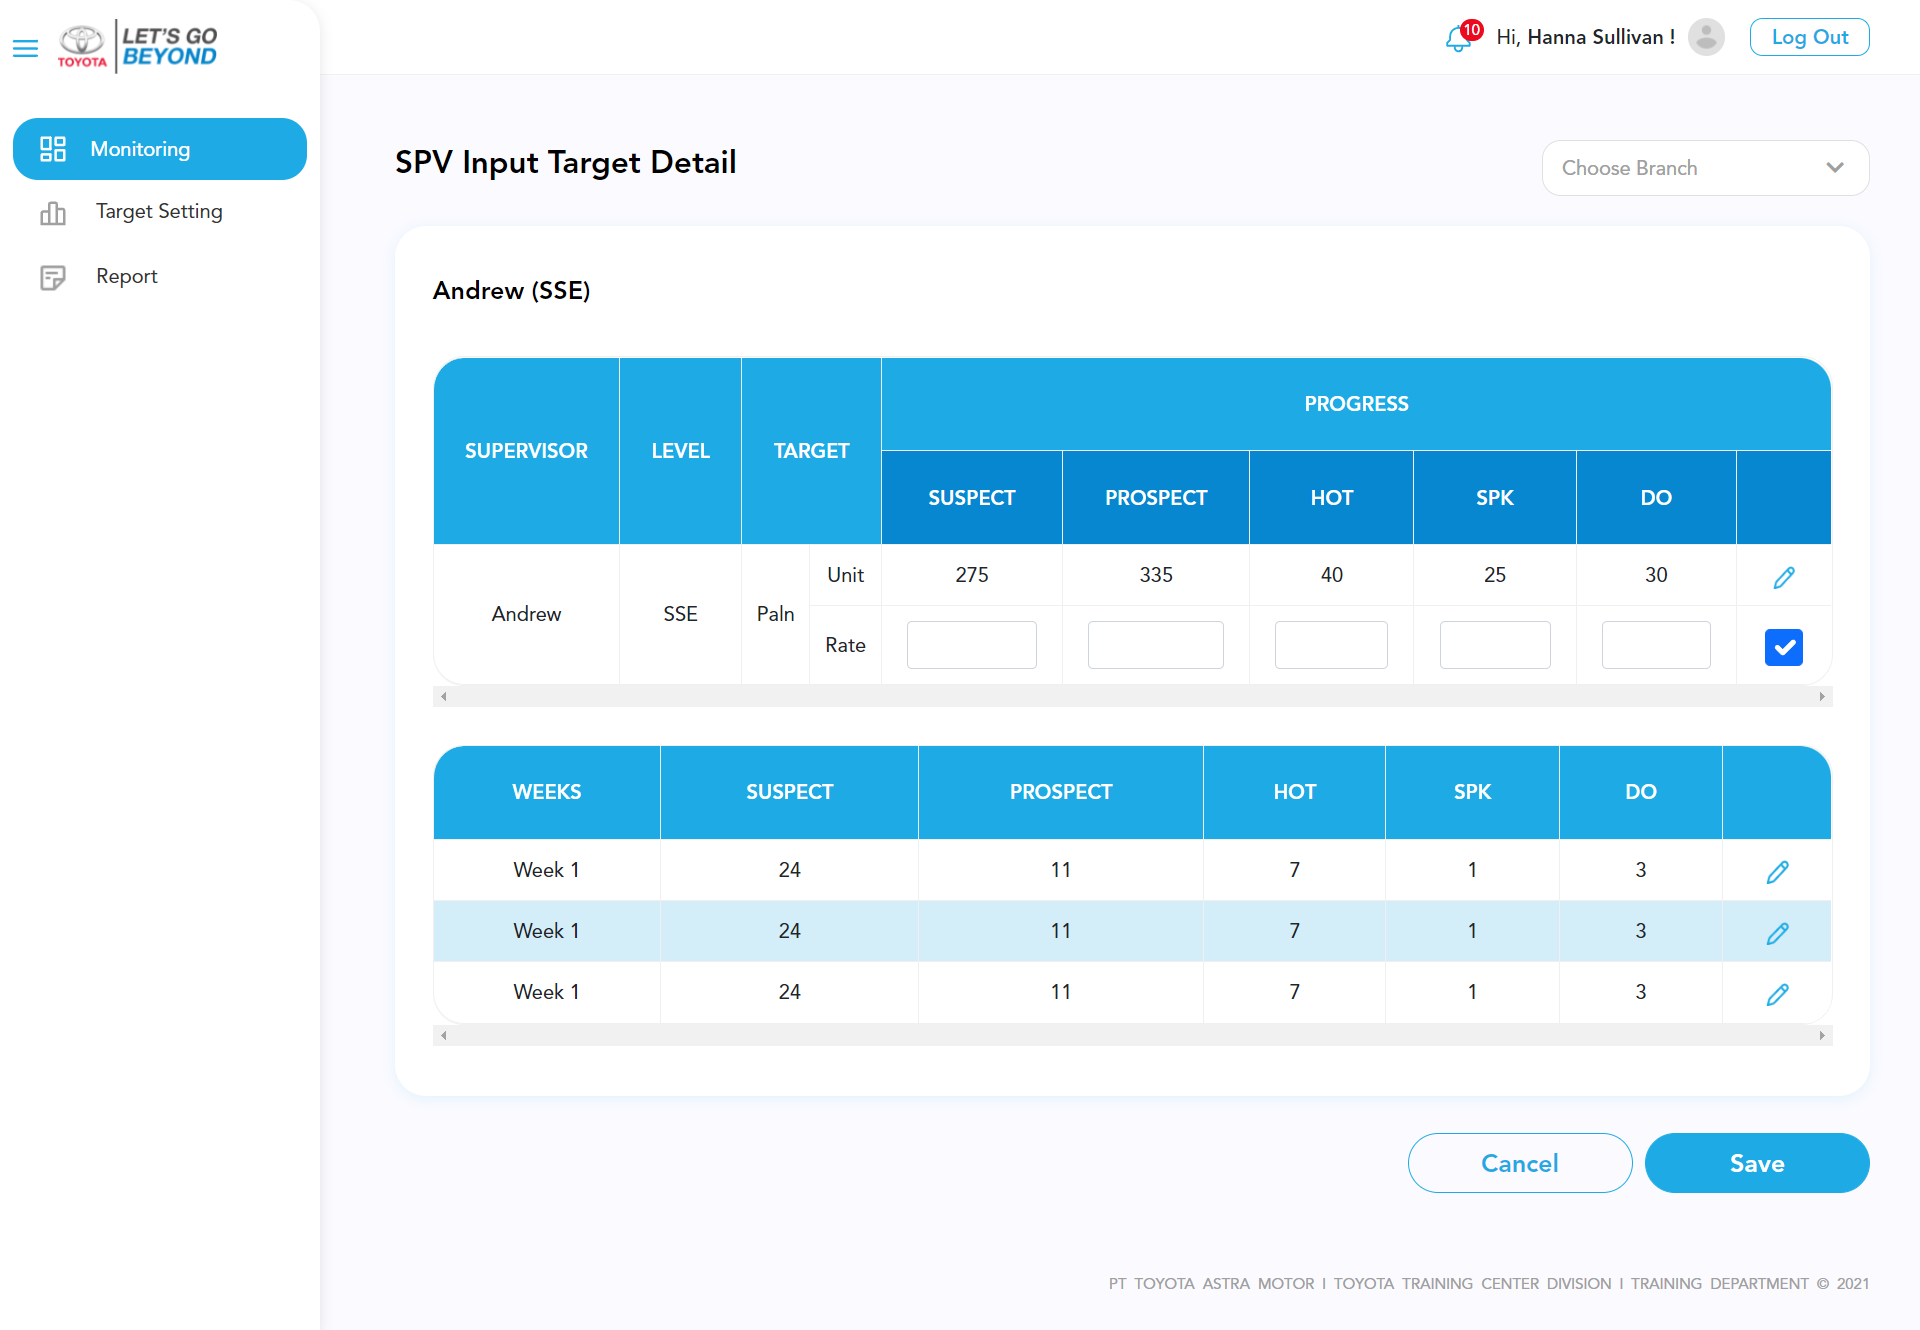 TOYOTA
LET'S GO
BEYOND
10
Hi, Hanna Sullivan !
Log Out
Monitoring
Target Setting
Report
SPV Input Target Detail
Choose Branch
Andrew (SSE)
SUPERVISOR LEVEL TARGET PROGRESS
SUSPECT PROSPECT HOT SPK DO
Andrew SSE Paln Unit 275 335 40 25 30
Rate
WEEKS SUSPECT PROSPECT HOT SPK DO
Week 1 24 11 7 1 3
Week 1 24 11 7 1 3
Week 1 24 11 7 1 3
Cancel
Save
PT TOYOTA ASTRA MOTOR I TOYOTA TRAINING CENTER DIVISION I TRAINING DEPARTMENT © 2021